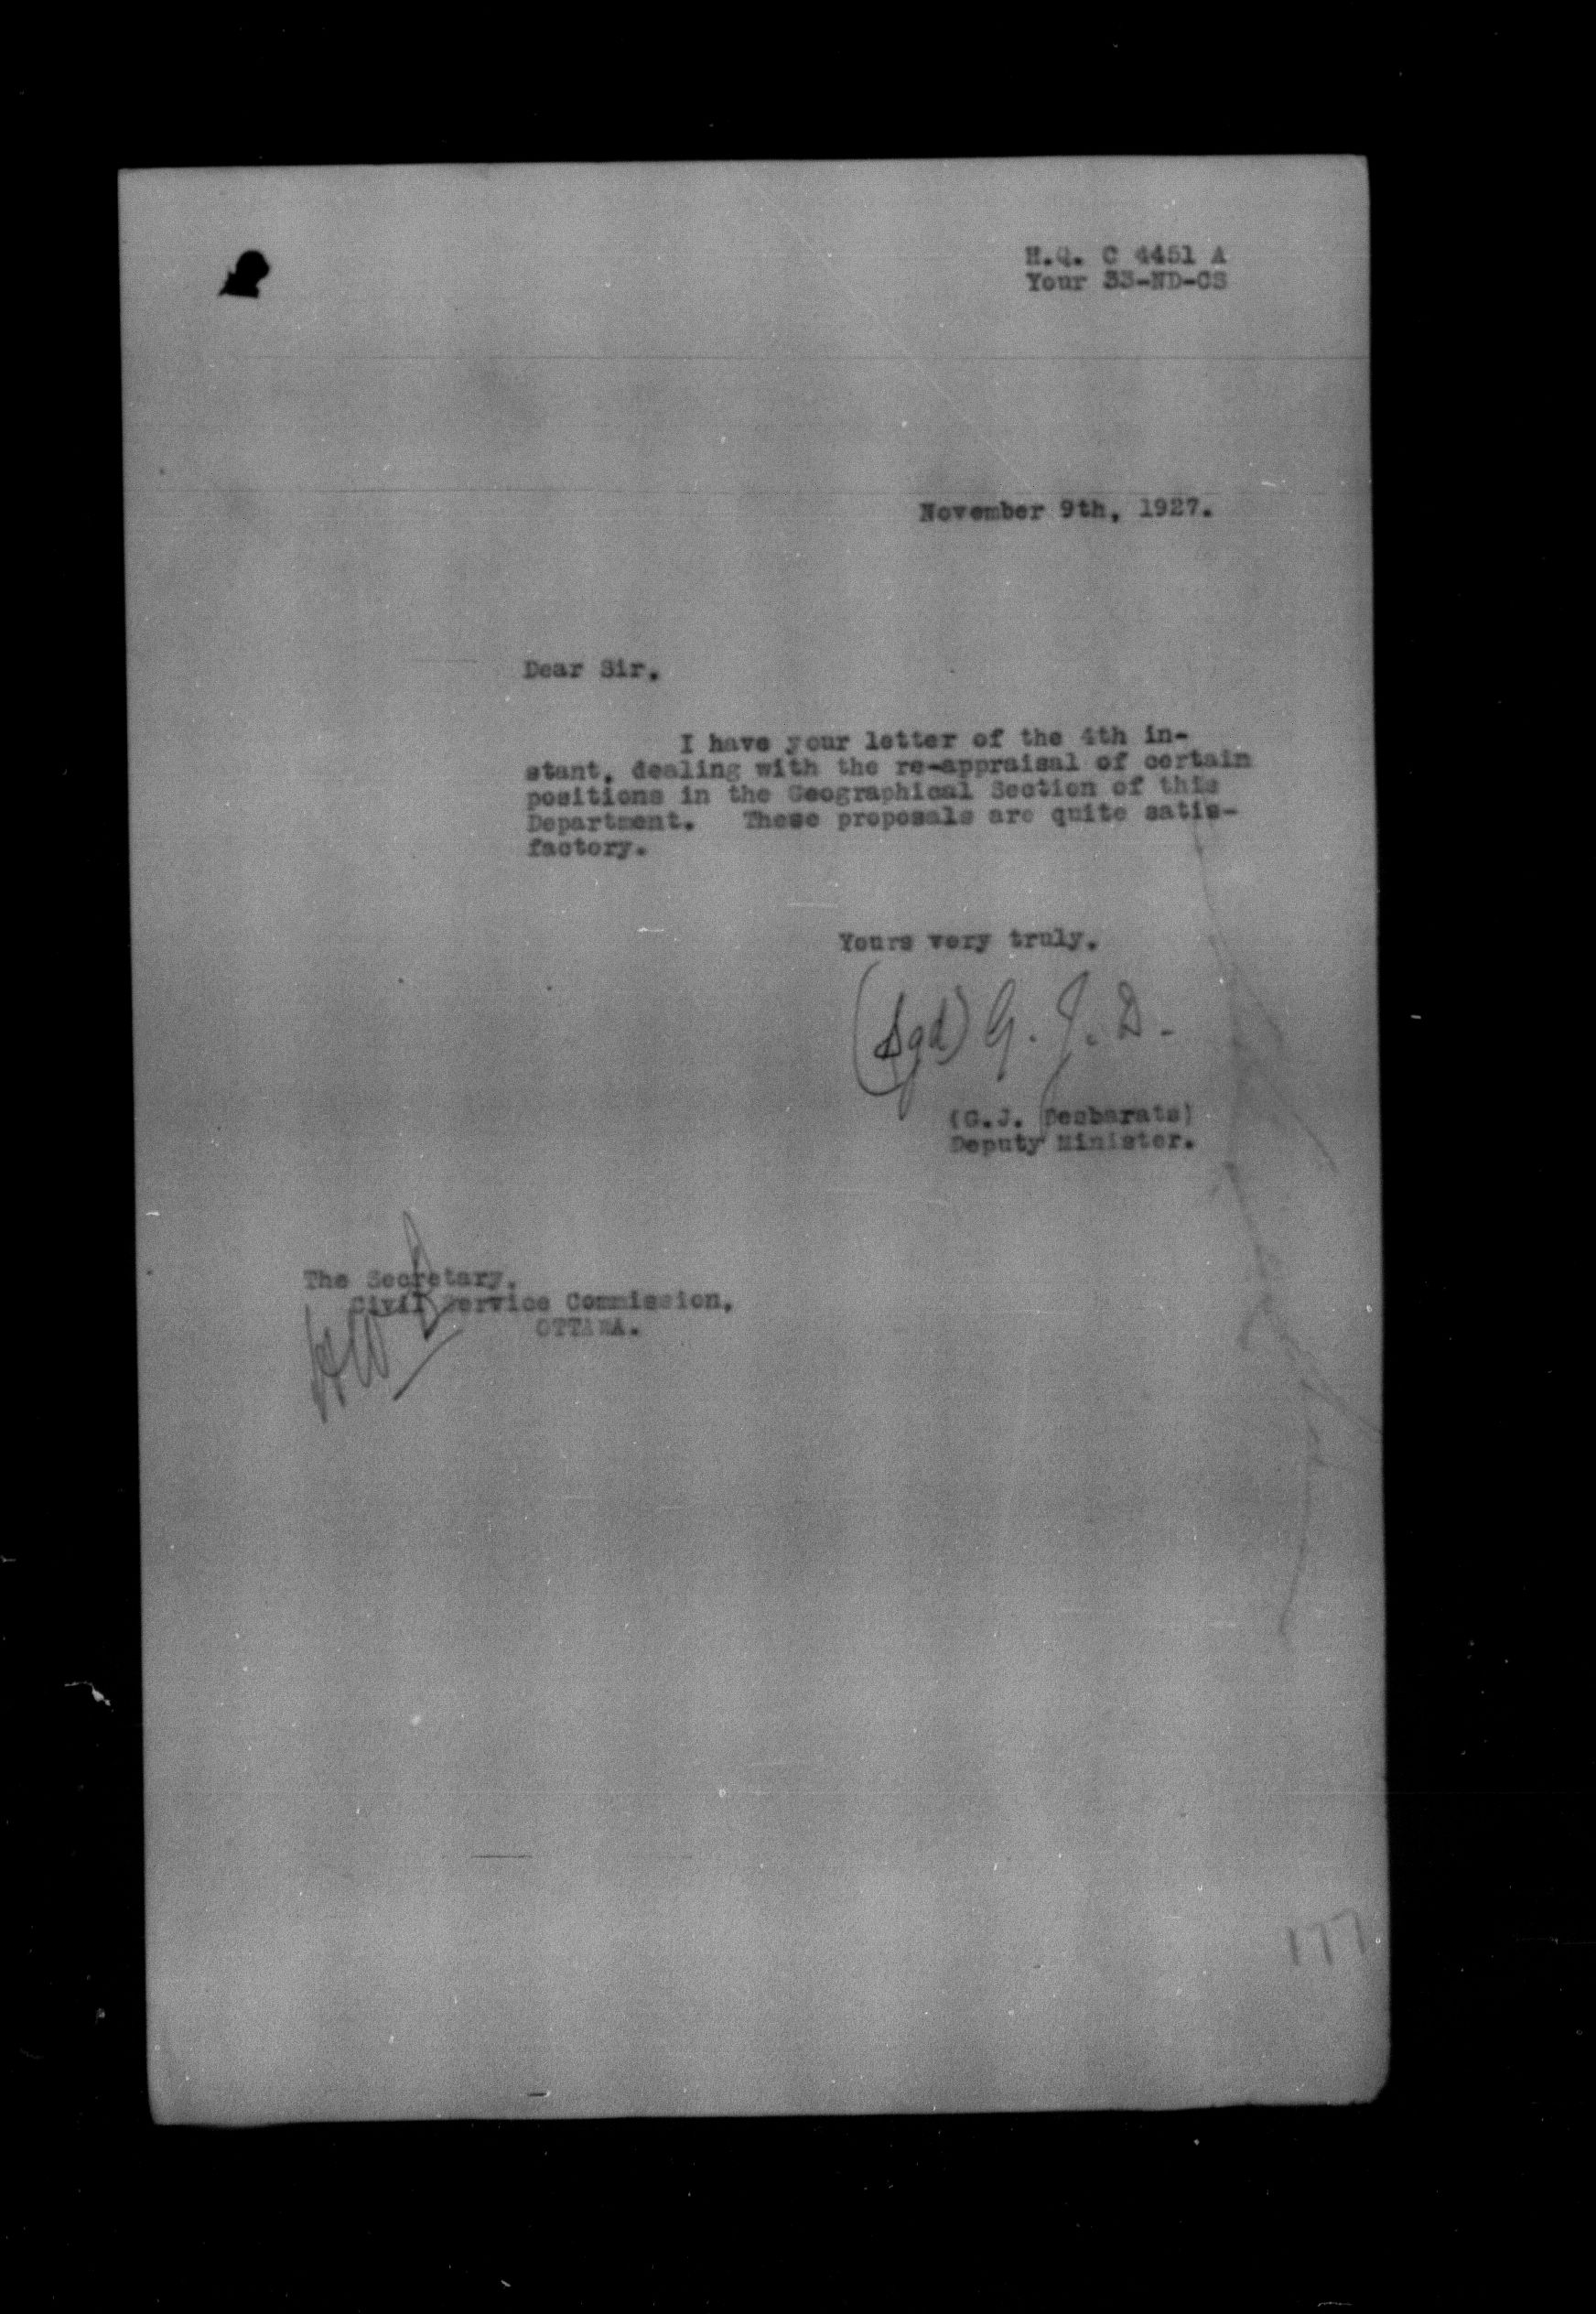 H.Q. C 4451 A
Your 33-ND-CS
November 9th, 1927.
Dear Sir,
I have your letter of the 4th in-
stant, dealing with the re-appraisal of certain
positions in the Geographical Section of this
Department. These proposals are quite satis-
factory.
Yours very truly,
(Sgd) G. J. D.
(G.J. Desbarats)
Deputy Minister.
The Secretary,
Civil Service Commission,
OTTAWA.
177